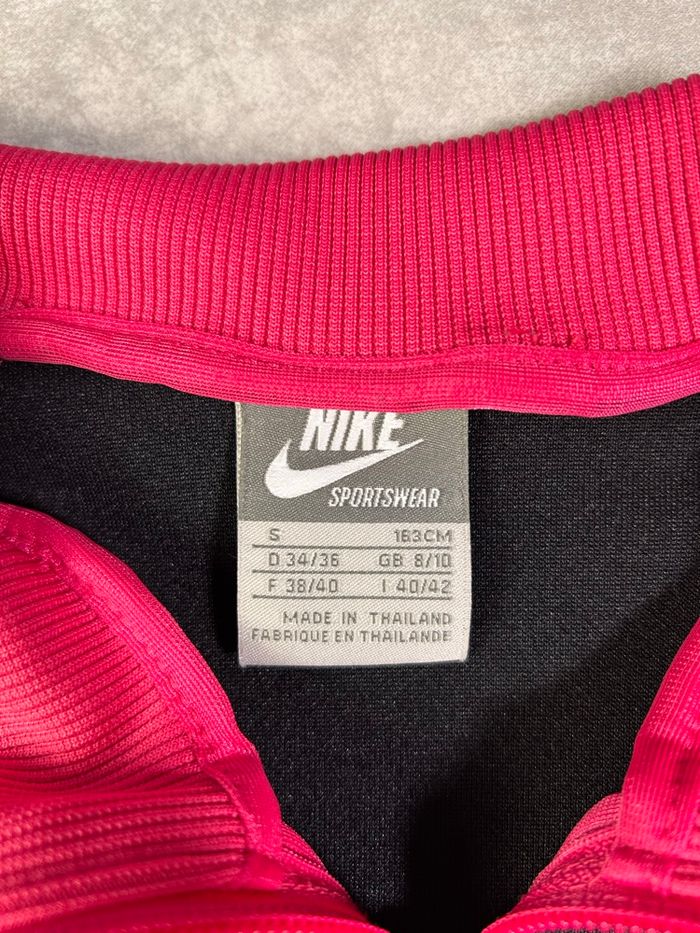 NIKE
SPORTSWEAR
S 163CM
D 34/36 GB 8/10
F 38/40 I 40/42
MADE IN THAILAND
FABRIQUE EN THAILANDE